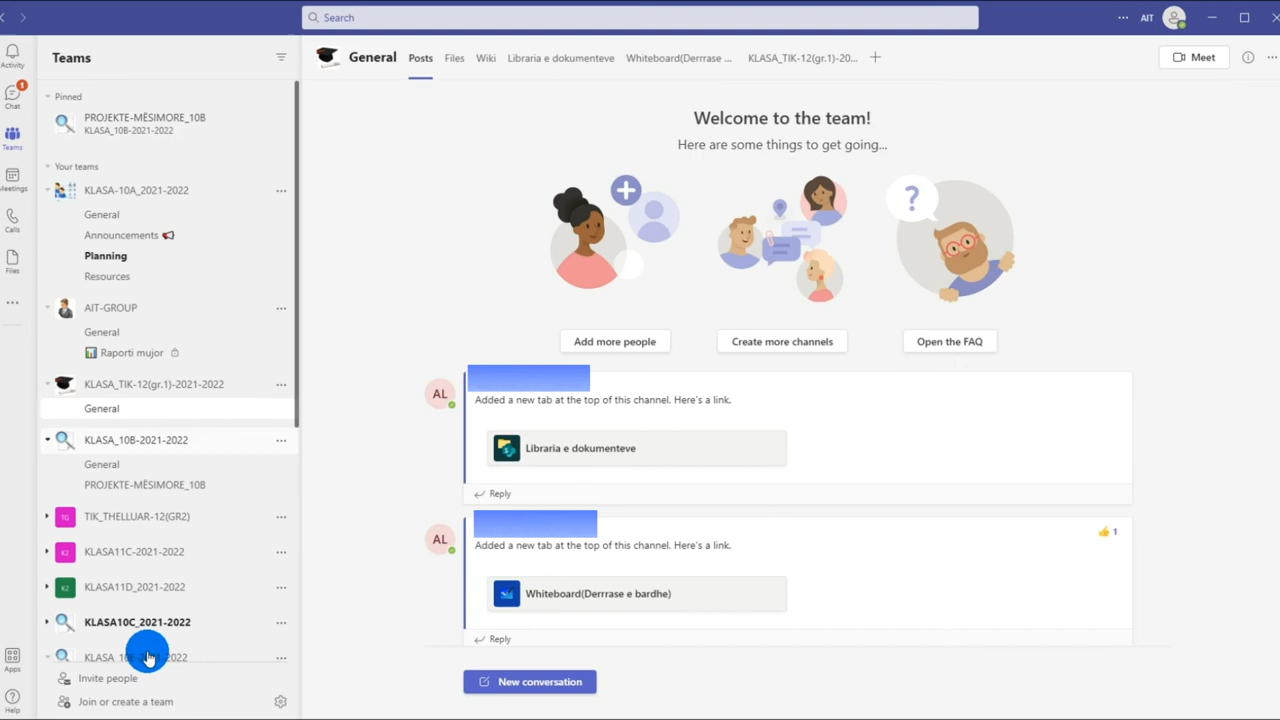 Search
AIT
Activity
Chat
1
Teams
Meetings
Calls
Files
Apps
Help
Teams
Pinned
PROJEKTE-MËSIMORE_10B
KLASA_10B-2021-2022
Your teams
KLASA-10A_2021-2022
General
Announcements
Planning
Resources
AIT-GROUP
General
Raporti mujor
KLASA_TIK-12(gr.1)-2021-2022
General
KLASA_10B-2021-2022
General
PROJEKTE-MËSIMORE_10B
TG
TIK_THELLUAR-12(GR2)
K2
KLASA11C-2021-2022
K2
KLASA11D_2021-2022
KLASA10C_2021-2022
Invite people
Join or create a team
General
Posts
Files
Wiki
Libraria e dokumenteve
Whiteboard(Derrrase ...
KLASA_TIK-12(gr.1)-20...
Meet
Welcome to the team!
Here are some things to get going...
?
Add more people
Create more channels
Open the FAQ
AL
Added a new tab at the top of this channel. Here's a link.
Libraria e dokumenteve
Reply
AL
1
Added a new tab at the top of this channel. Here's a link.
Whiteboard(Derrrase e bardhe)
Reply
New conversation